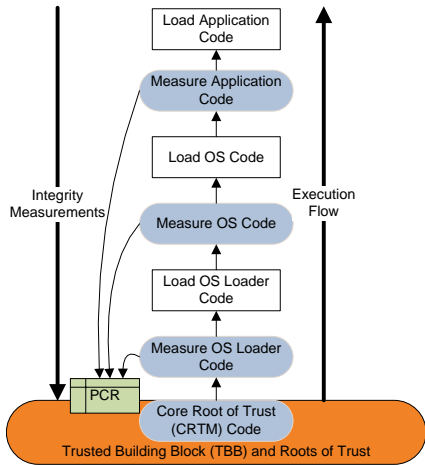 Load Application
Code
Measure Application
Code
Load OS Code
Integrity
Measurements
Execution
Flow
Measure OS Code
Load OS Loader
Code
Measure OS Loader
Code
PCR
Core Root of Trust
(CRTM) Code
Trusted Building Block (TBB) and Roots of Trust